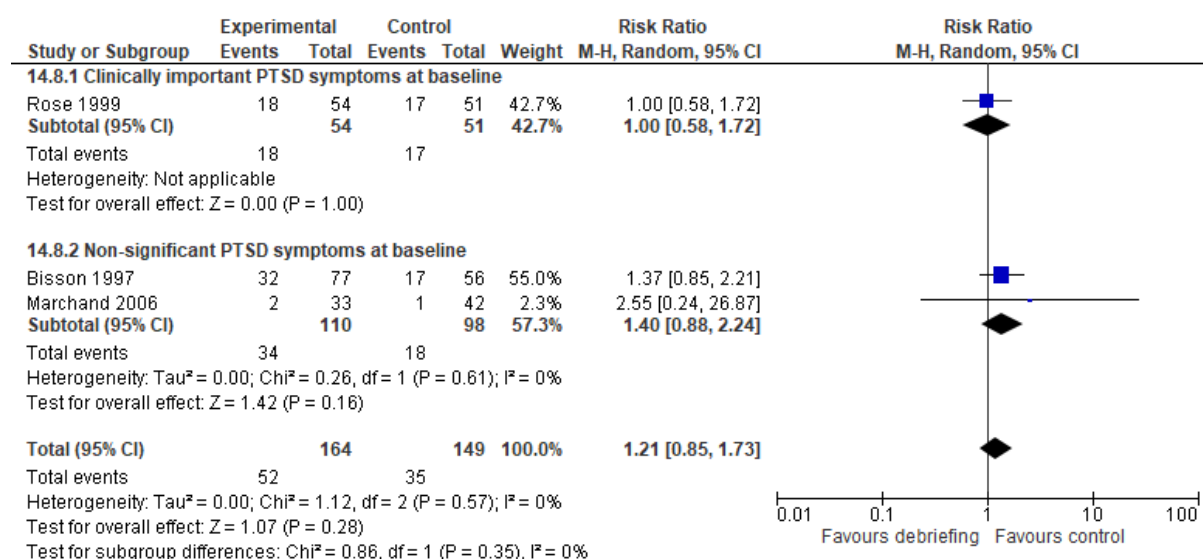 Experimental Control Risk Ratio Risk Ratio
Study or Subgroup Events Total Events Total Weight M-H, Random, 95% CI M-H, Random, 95% CI
14.8.1 Clinically important PTSD symptoms at baseline
Rose 1999 18 54 17 51 42.7% 1.00 [0.58, 1.72]
Subtotal (95% CI) 54 51 42.7% 1.00 [0.58, 1.72]
Total events 18 17
Heterogeneity: Not applicable
Test for overall effect: Z = 0.00 (P = 1.00)
14.8.2 Non-significant PTSD symptoms at baseline
Bisson 1997 32 77 17 56 55.0% 1.37 [0.85, 2.21]
Marchand 2006 2 33 1 42 2.3% 2.55 [0.24, 26.87]
Subtotal (95% CI) 110 98 57.3% 1.40 [0.88, 2.24]
Total events 34 18
Heterogeneity: Tau² = 0.00; Chi² = 0.26, df = 1 (P = 0.61); I² = 0%
Test for overall effect: Z = 1.42 (P = 0.16)
Total (95% CI) 164 149 100.0% 1.21 [0.85, 1.73]
Total events 52 35
Heterogeneity: Tau² = 0.00; Chi² = 1.12, df = 2 (P = 0.57); I² = 0%
Test for overall effect: Z = 1.07 (P = 0.28)
Test for subgroup differences: Chi² = 0.86, df = 1 (P = 0.35), I² = 0%
0.01 0.1 1 10 100
Favours debriefing Favours control